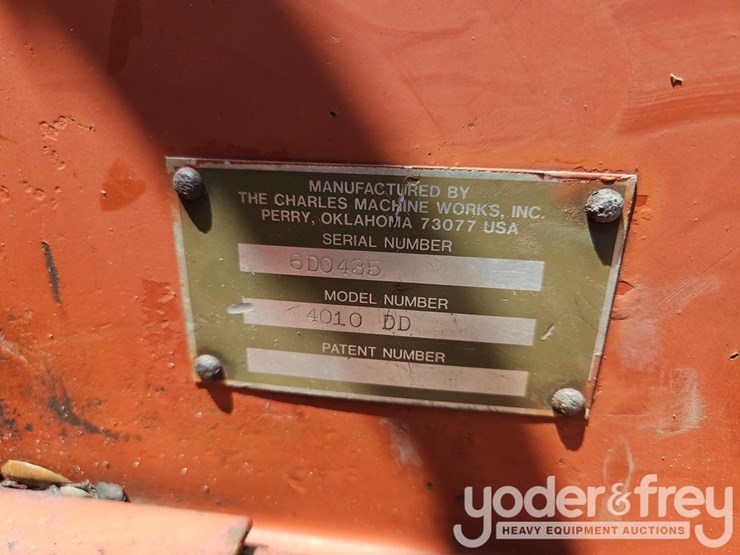 MANUFACTURED BY
THE CHARLES MACHINE WORKS, INC.
PERRY, OKLAHOMA 73077 USA
SERIAL NUMBER
6D0435
MODEL NUMBER
4010 DD
PATENT NUMBER
yoder&frey
HEAVY EQUIPMENT AUCTIONS